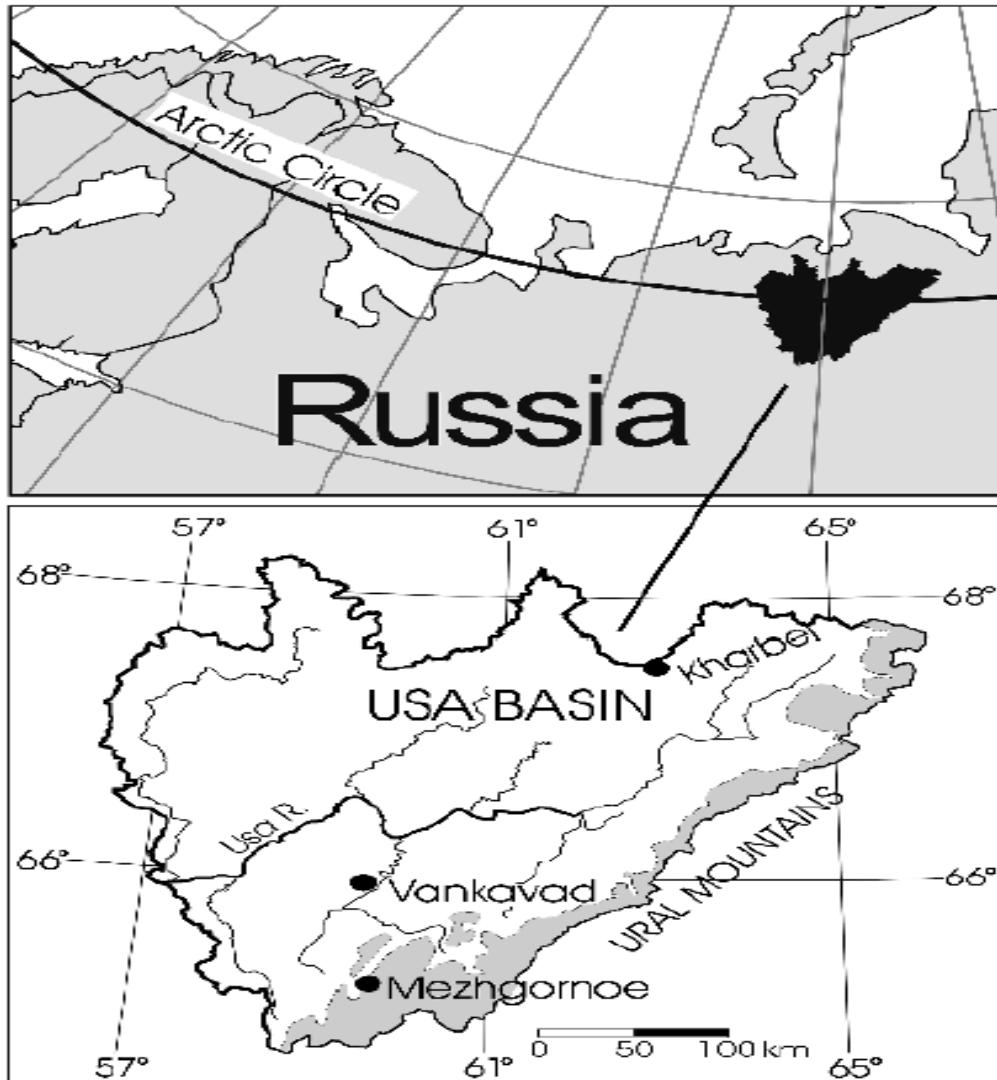 Arctic Circle
Russia
57° 61° 65°
68° 68°
Kharbei
USA BASIN
Usa R.
66° 66°
Vankavad
URAL MOUNTAINS
Mezhgornoe
0 50 100 km
57° 61° 65°